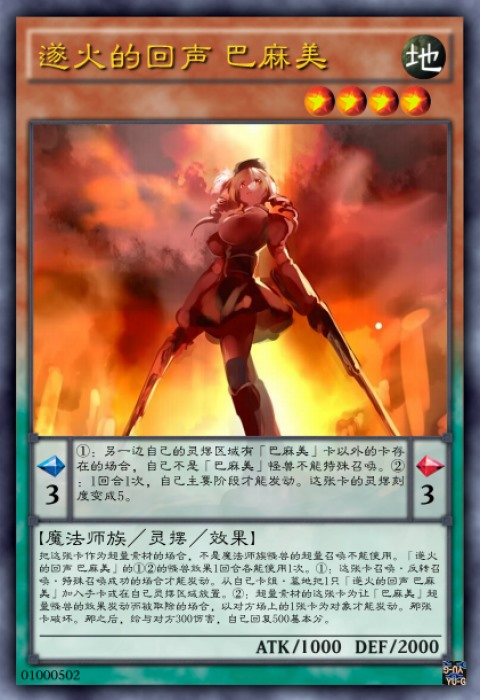 遂火的回声 巴麻美
地
①：另一边自己的灵摆区域有「巴麻美」卡以外的卡存
在的场合，自己不是「巴麻美」怪兽不能特殊召唤。②
：1回合1次，自己主要阶段才能发动。这张卡的灵摆刻
度变成5。
3
3
【魔法师族／灵摆／效果】
把这张卡作为超量素材的场合，不是魔法师族怪兽的超量召唤不能使用。「遂火
的回声 巴麻美」的①②的怪兽效果1回合各能使用1次。①：这张卡召唤·反转召
唤·特殊召唤成功的场合才能发动。从自己卡组·墓地把1只「遂火的回声 巴麻
美」加入手卡或在自己灵摆区域放置。②：超量素材的这张卡为让「巴麻美」超
量怪兽的效果发动而被取除的场合，以对方场上的1张卡为对象才能发动。那张
卡破坏。那之后，给与对方300伤害，自己回复500基本分。
ATK/1000 DEF/2000
01000502